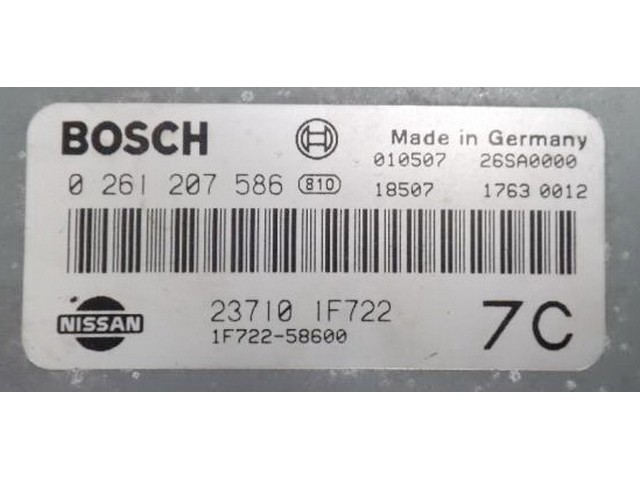 BOSCH Made in Germany
010507 26SA0000
0 261 207 586 810 18507 1763 0012
NISSAN 23710 1F722 7C
1F722-58600